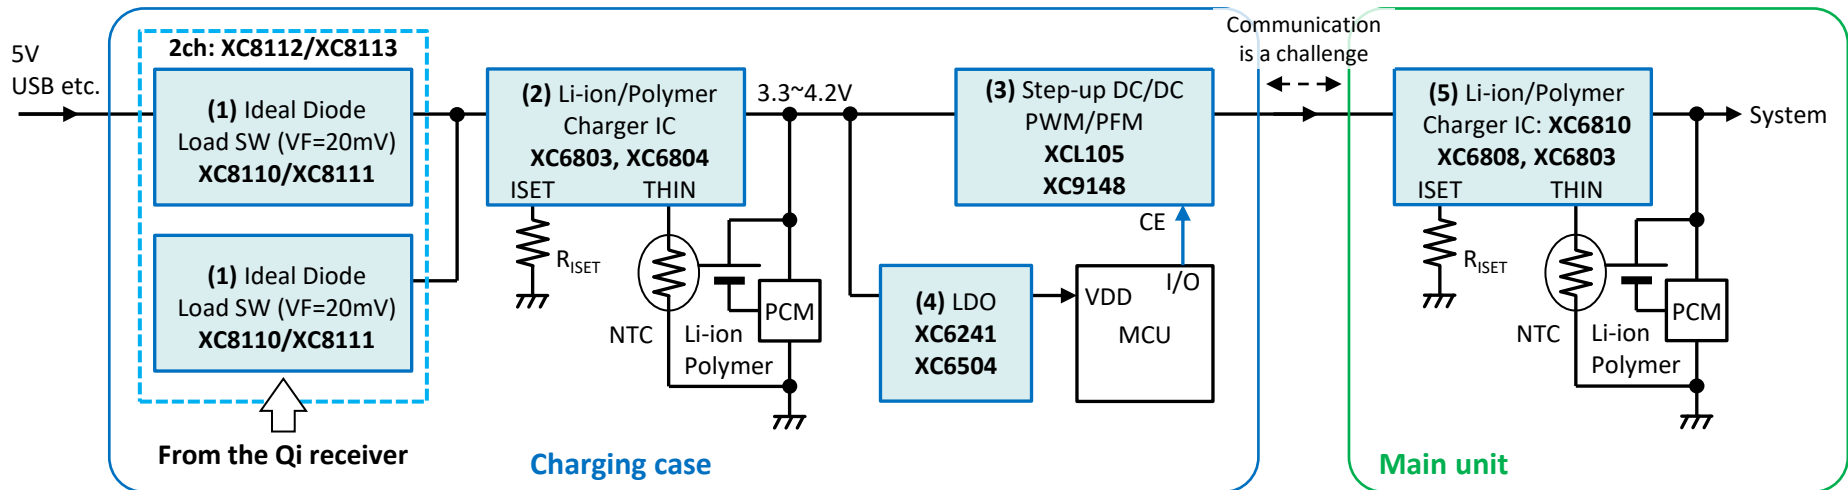 5V
USB etc.
2ch: XC8112/XC8113
(1) Ideal Diode
Load SW (VF=20mV)
XC8110/XC8111
(1) Ideal Diode
Load SW (VF=20mV)
XC8110/XC8111
From the Qi receiver
(2) Li-ion/Polymer
Charger IC
XC6803, XC6804
ISET
THIN
RISET
NTC
Li-ion
Polymer
PCM
3.3~4.2V
(3) Step-up DC/DC
PWM/PFM
XCL105
XC9148
CE
(4) LDO
XC6241
XC6504
I/O
VDD
MCU
Charging case
Communication
is a challenge
(5) Li-ion/Polymer
Charger IC: XC6810
XC6808, XC6803
ISET
THIN
RISET
NTC
Li-ion
Polymer
PCM
System
Main unit